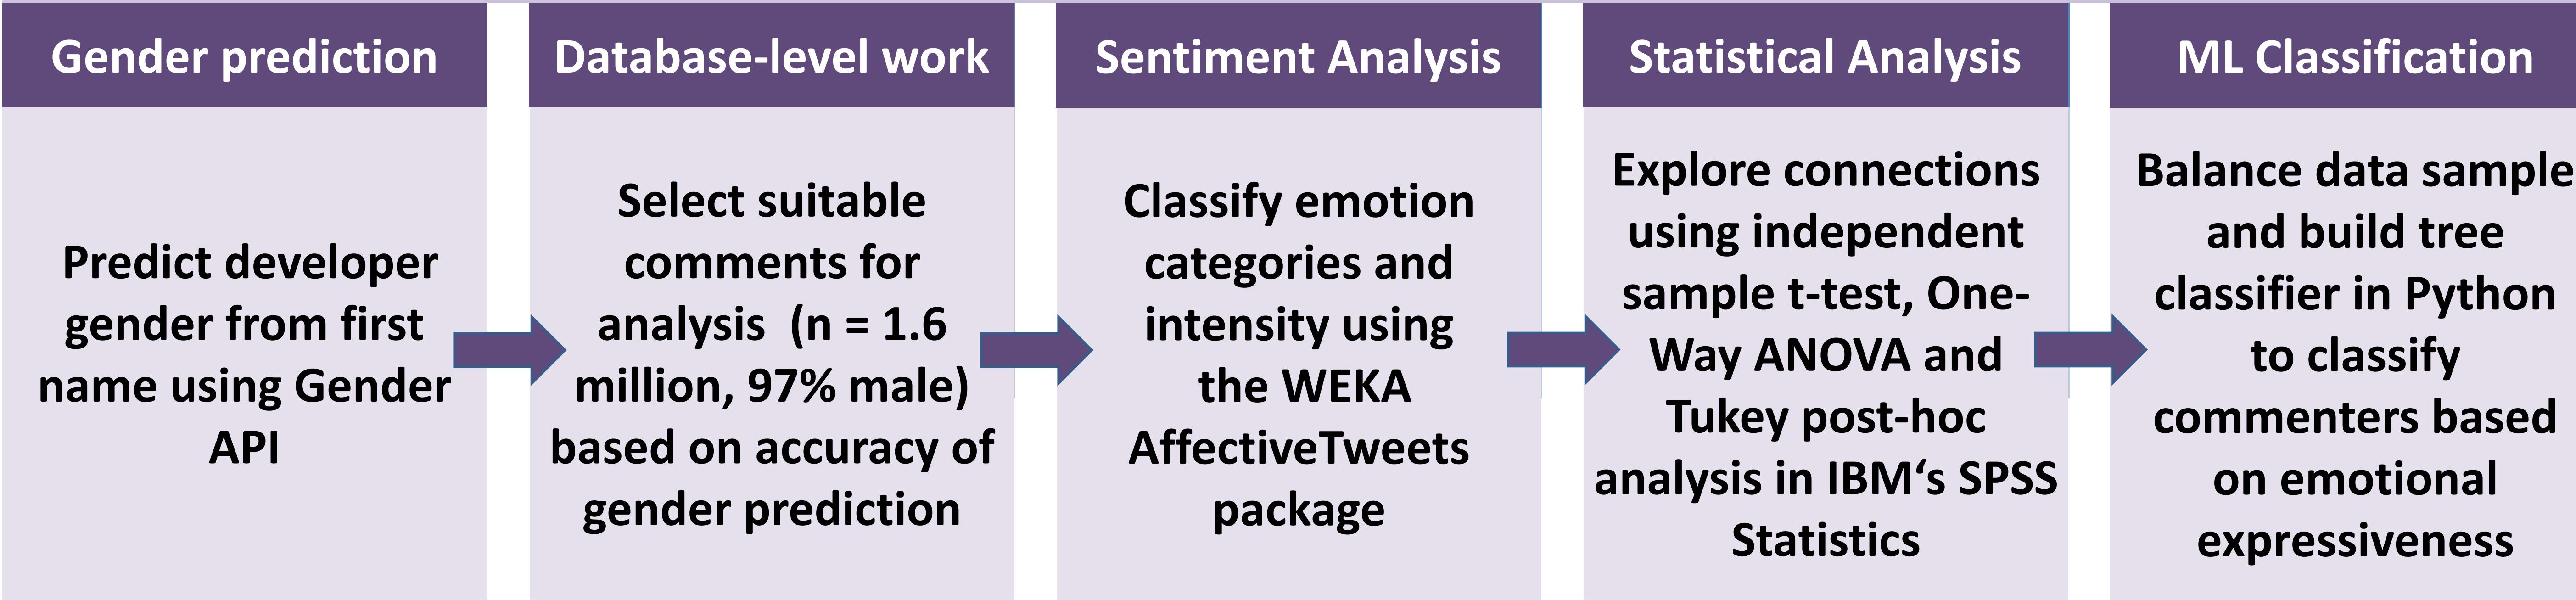 Gender prediction
Predict developer
gender from first
name using Gender
API
Database-level work
Select suitable
comments for
analysis  (n = 1.6
million, 97% male)
based on accuracy of
gender prediction
Sentiment Analysis
Classify emotion
categories and
intensity using
the WEKA
AffectiveTweets
package
Statistical Analysis
Explore connections
using independent
sample t-test, One-
Way ANOVA and
Tukey post-hoc
analysis in IBM‘s SPSS
Statistics
ML Classification
Balance data sample
and build tree
classifier in Python
to classify
commenters based
on emotional
expressiveness